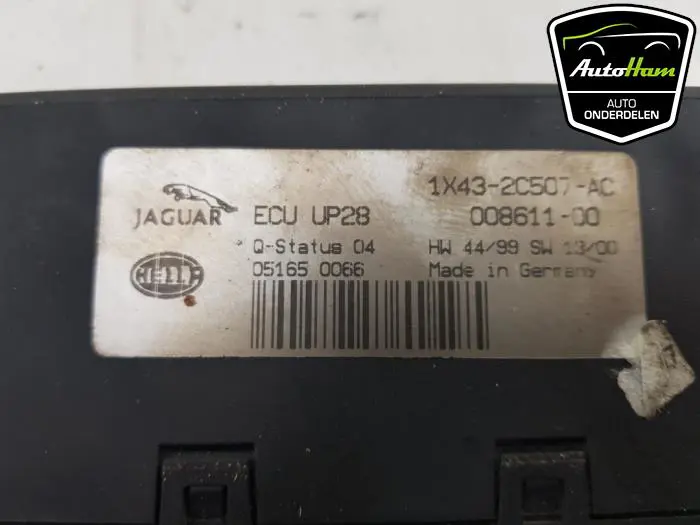 AutoHam
AUTO
ONDERDELEN
JAGUAR
ECU UP28
1X43-2C507-AC
008611-00
Q-Status 04
HW 44/99 SW 13/00
HELLA
05165 0066
Made in Germany